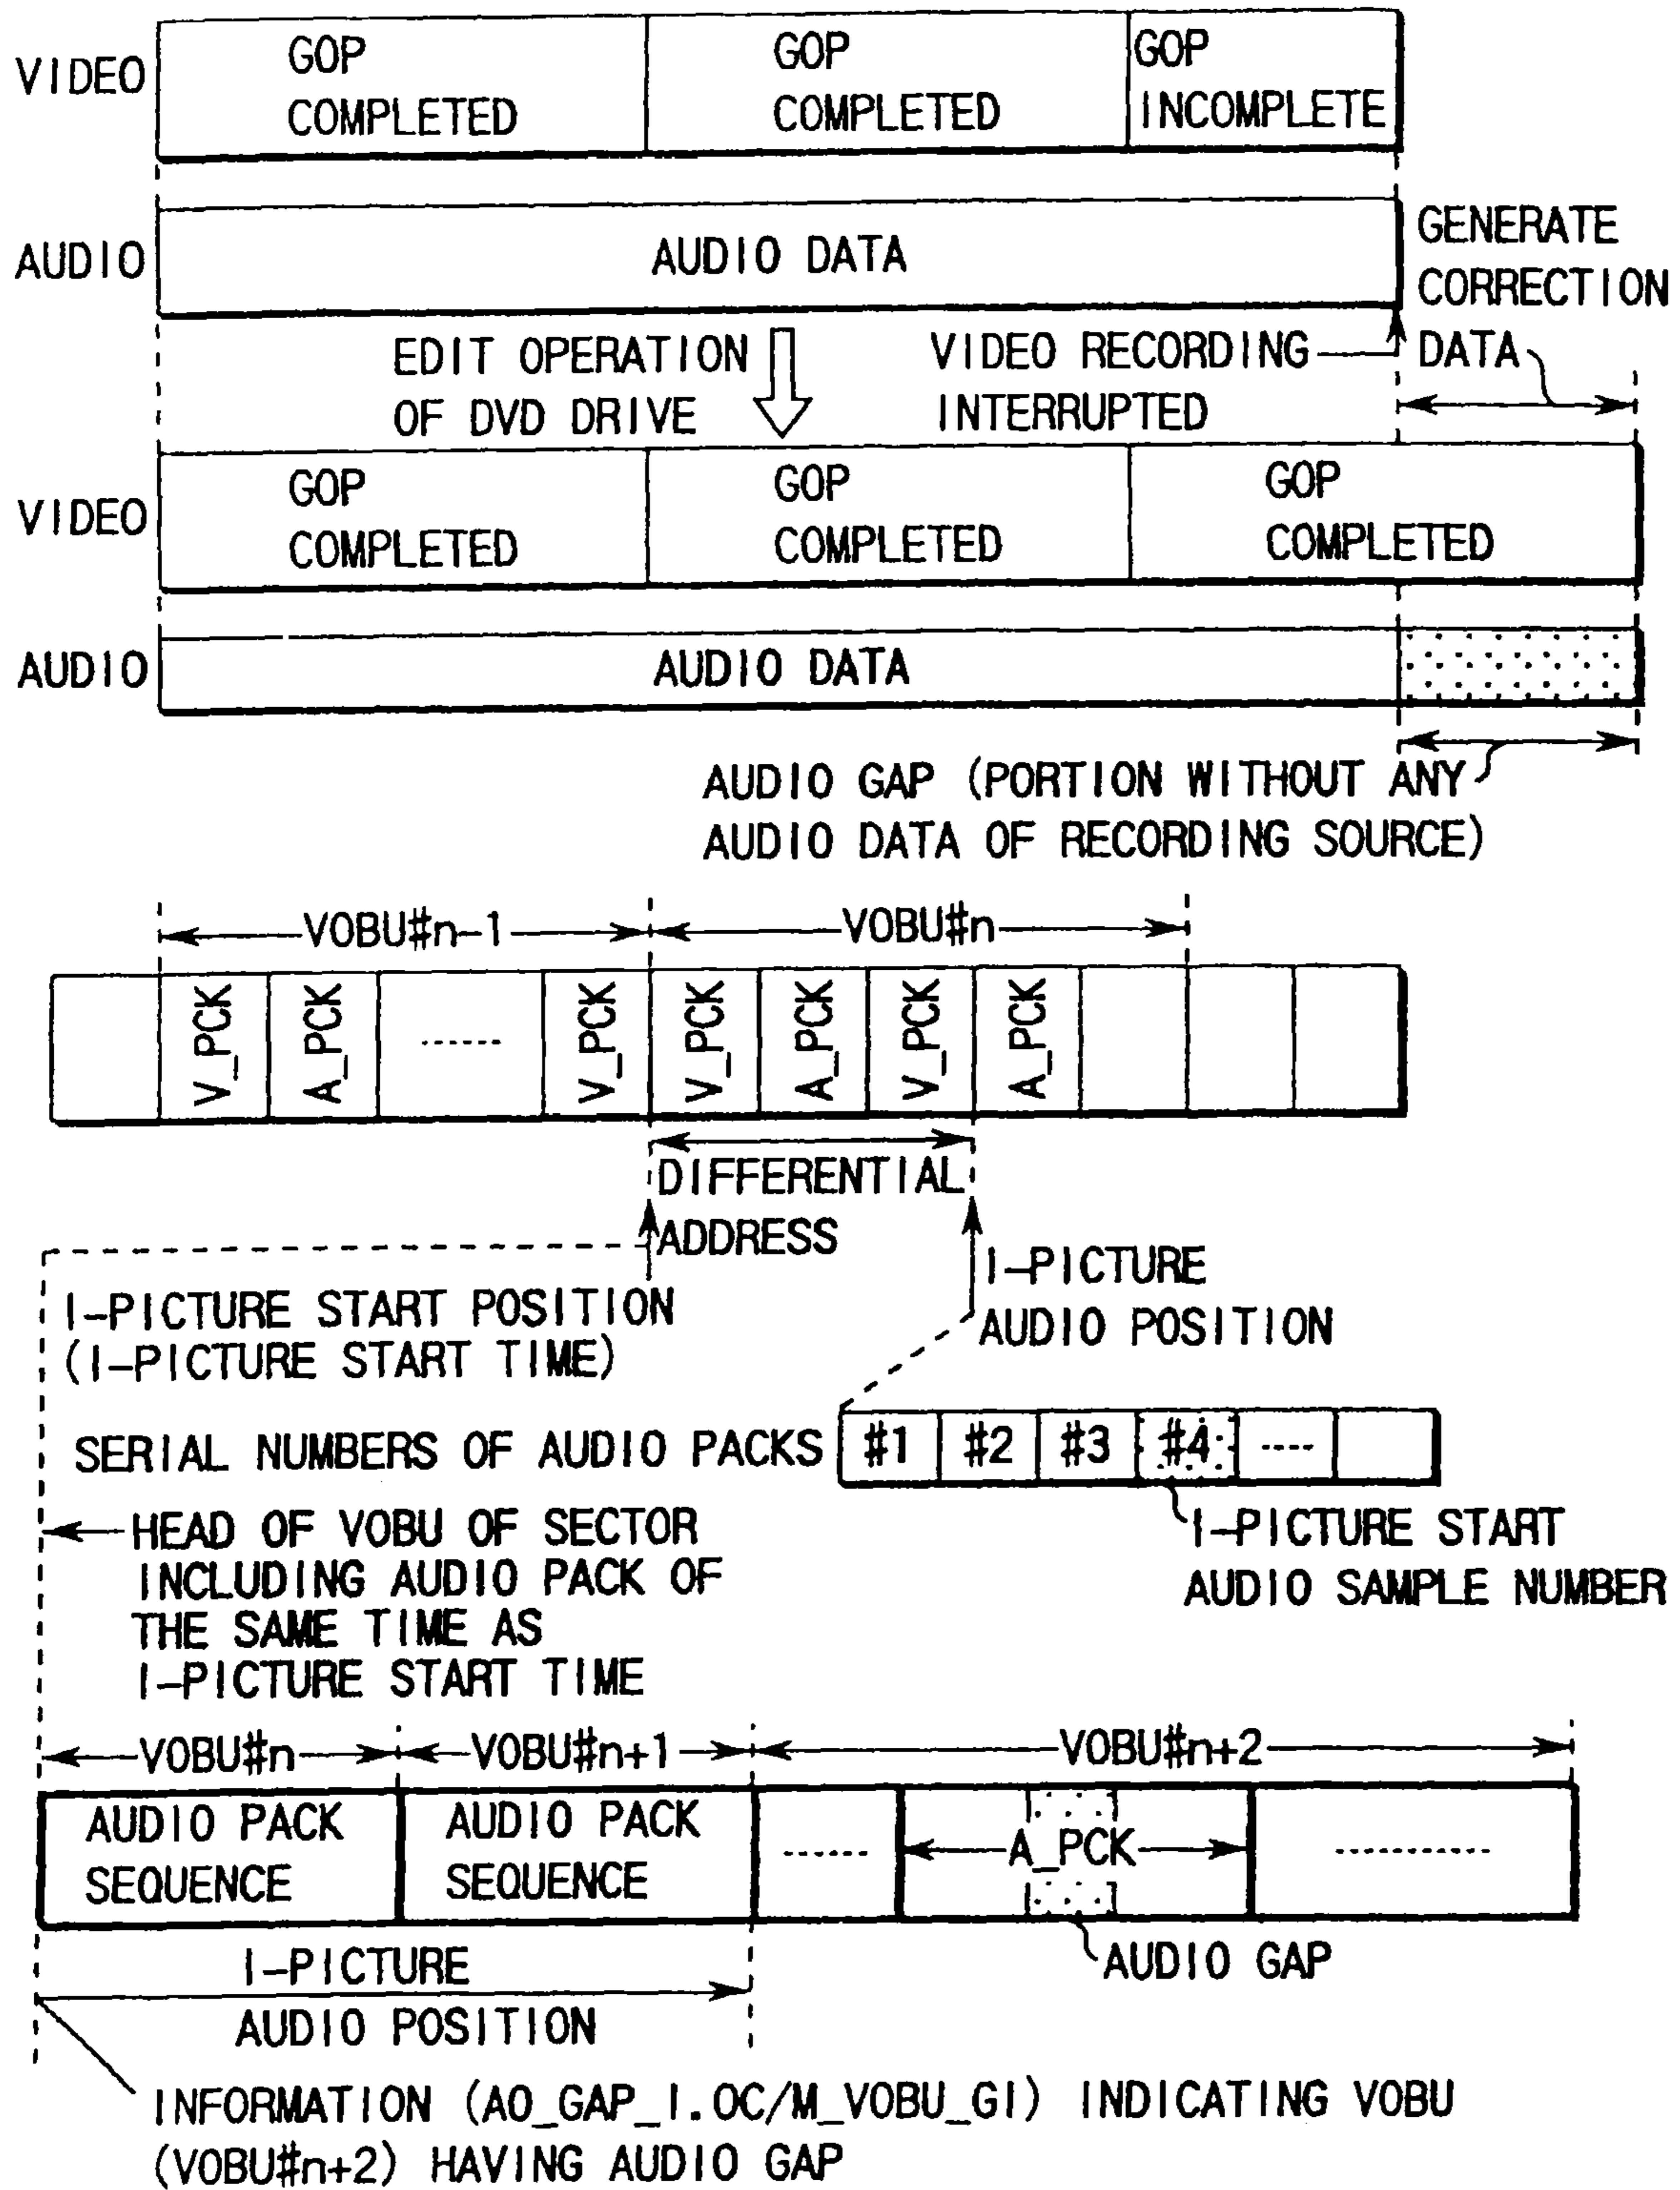 VIDEO
GOP COMPLETED
GOP COMPLETED
GOP INCOMPLETE
AUDIO
AUDIO DATA
GENERATE
CORRECTION
DATA
EDIT OPERATION
OF DVD DRIVE
VIDEO RECORDING
INTERRUPTED
VIDEO
GOP COMPLETED
GOP COMPLETED
GOP COMPLETED
AUDIO
AUDIO DATA
AUDIO GAP (PORTION WITHOUT ANY
AUDIO DATA OF RECORDING SOURCE)
VOBU#n-1
VOBU#n
V_PCK
A_PCK
V_PCK
V_PCK
A_PCK
V_PCK
A_PCK
DIFFERENTIAL
ADDRESS
I-PICTURE START POSITION
(I-PICTURE START TIME)
I-PICTURE
AUDIO POSITION
SERIAL NUMBERS OF AUDIO PACKS
#1 #2 #3 #4
I-PICTURE START
AUDIO SAMPLE NUMBER
HEAD OF VOBU OF SECTOR
INCLUDING AUDIO PACK OF
THE SAME TIME AS
I-PICTURE START TIME
VOBU#n
VOBU#n+1
VOBU#n+2
AUDIO PACK
SEQUENCE
AUDIO PACK
SEQUENCE
A_PCK
AUDIO GAP
I-PICTURE
AUDIO POSITION
INFORMATION (A0_GAP_I.OC/M_VOBU_GI) INDICATING VOBU
(VOBU#n+2) HAVING AUDIO GAP